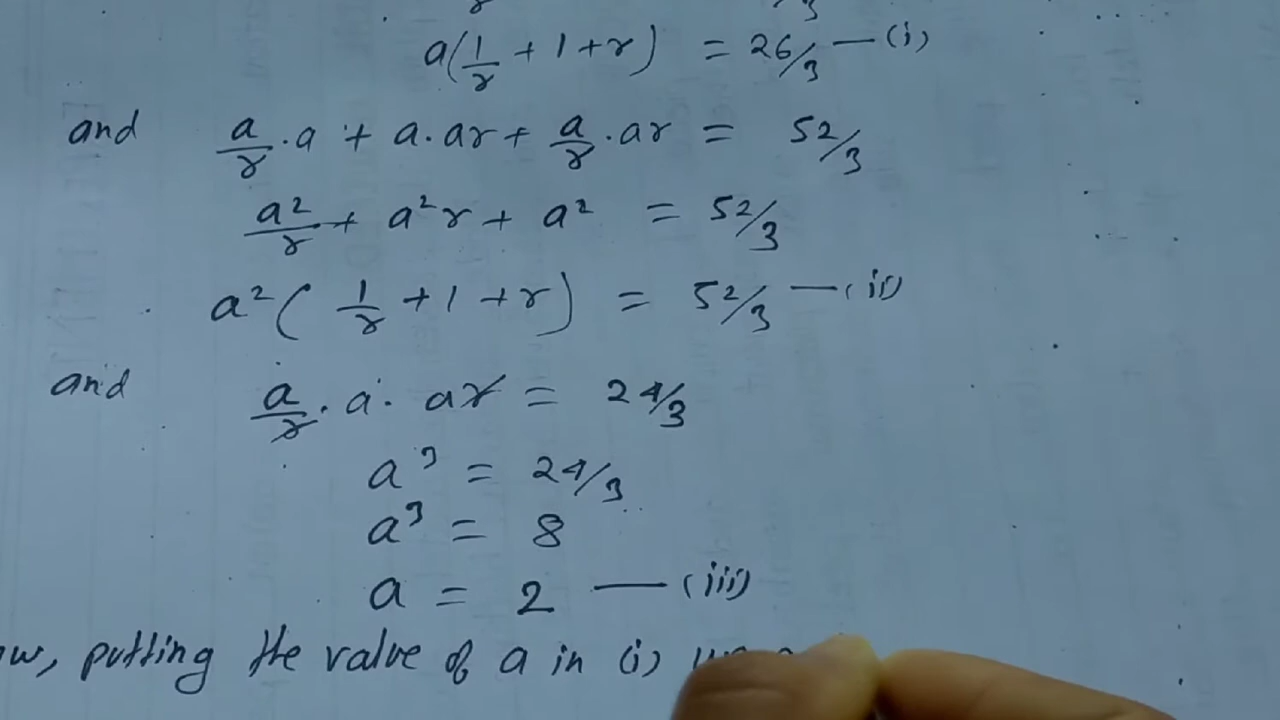 a(1/r + 1 + r) = 26/3 — (i)
and a/r . a + a . ar + a/r . ar = 52/3
a²/r + a²r + a² = 52/3
a² ( 1/r + 1 + r ) = 52/3 — (ii)
and a/r . a . ar = 24/3
a³ = 24/3
a³ = 8
a = 2 — (iii)
putting the value of a in (i)